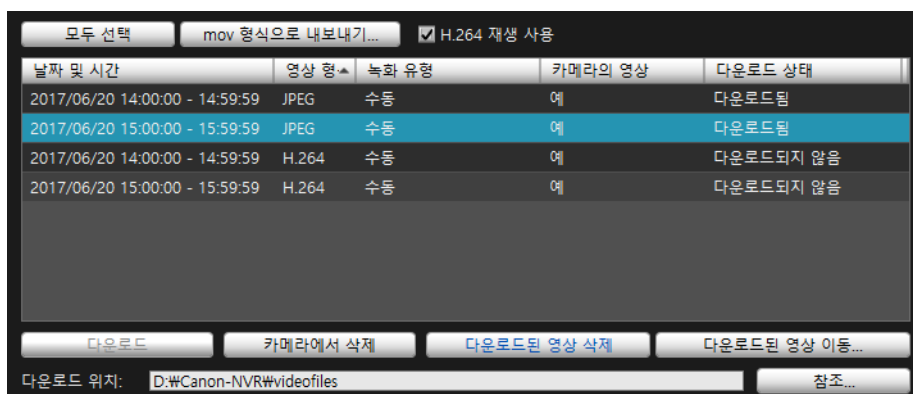 모두 선택 mov 형식으로 내보내기... H.264 재생 사용
날짜 및 시간 영상 형 녹화 유형 카메라의 영상 다운로드 상태
2017/06/20 14:00:00 - 14:59:59 JPEG 수동 예 다운로드됨
2017/06/20 15:00:00 - 15:59:59 JPEG 수동 예 다운로드됨
2017/06/20 14:00:00 - 14:59:59 H.264 수동 예 다운로드되지 않음
2017/06/20 15:00:00 - 15:59:59 H.264 수동 예 다운로드되지 않음
다운로드 카메라에서 삭제 다운로드된 영상 삭제 다운로드된 영상 이동...
다운로드 위치: D:₩Canon-NVR₩videofiles 참조...